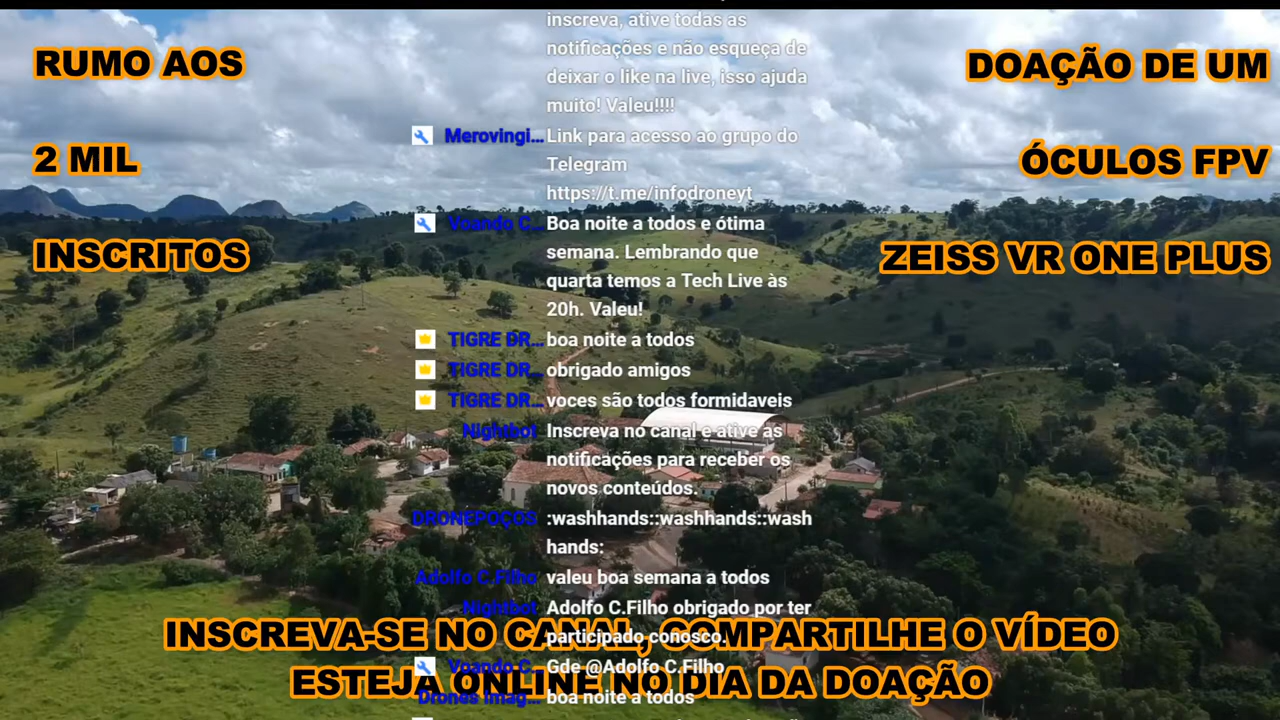 RUMO AOS
2 MIL
INSCRITOS
DOAÇÃO DE UM
ÓCULOS FPV
ZEISS VR ONE PLUS
inscreva, ative todas as
notificações e não esqueça de
deixar o like na live, isso ajuda
muito! Valeu!!!!
Merovingi... Link para acesso ao grupo do
Telegram
https://t.me/infodroneyt
Voando C... Boa noite a todos e ótima
semana. Lembrando que
quarta temos a Tech Live às
20h. Valeu!
TIGRE DR... boa noite a todos
TIGRE DR... obrigado amigos
TIGRE DR... voces são todos formidaveis
Nightbot Inscreva no canal e ative as
notificações para receber os
novos conteúdos.
DRONEPOÇOS :washhands::washhands::wash
hands:
Adolfo C.Filho valeu boa semana a todos
Nightbot Adolfo C.Filho obrigado por ter
participado conosco.
Voando C... Gde @Adolfo C.Filho
Drones Imag... boa noite a todos
INSCREVA-SE NO CANAL, COMPARTILHE O VÍDEO
ESTEJA ONLINE NO DIA DA DOAÇÃO